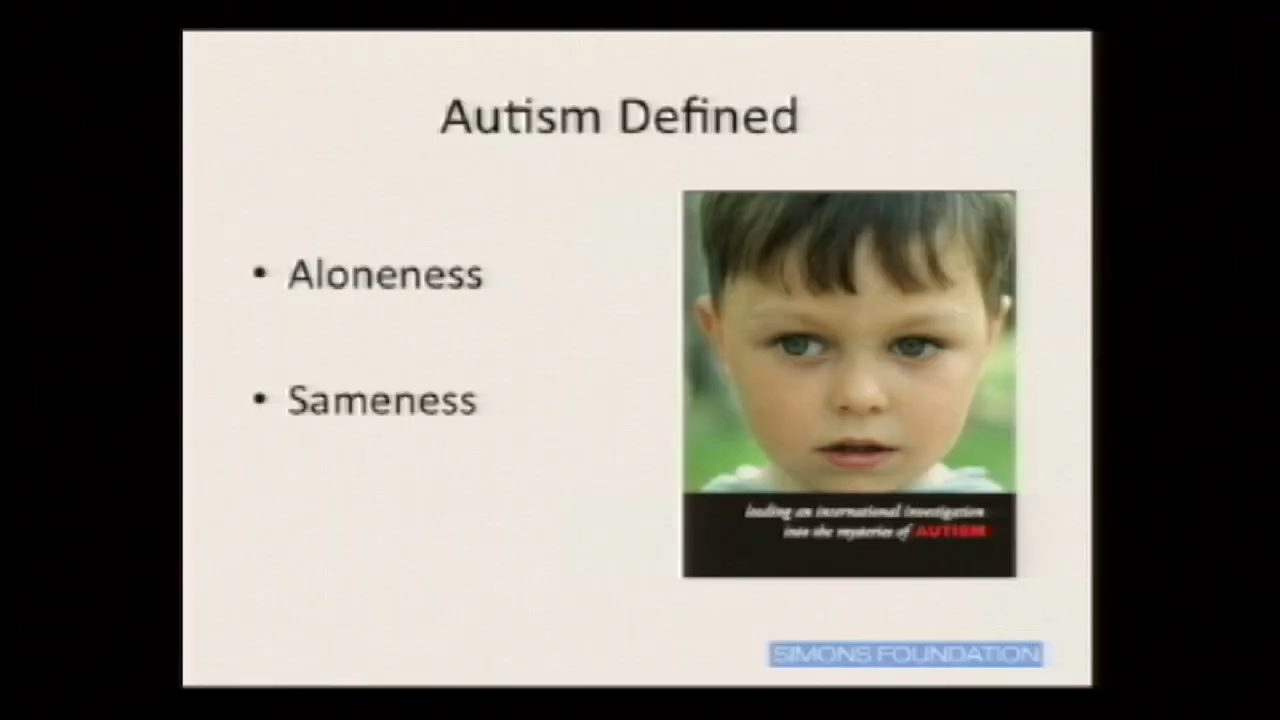 Autism Defined
• Aloneness
• Sameness
leading an international investigation
into the mysteries of AUTISM
SIMONS FOUNDATION